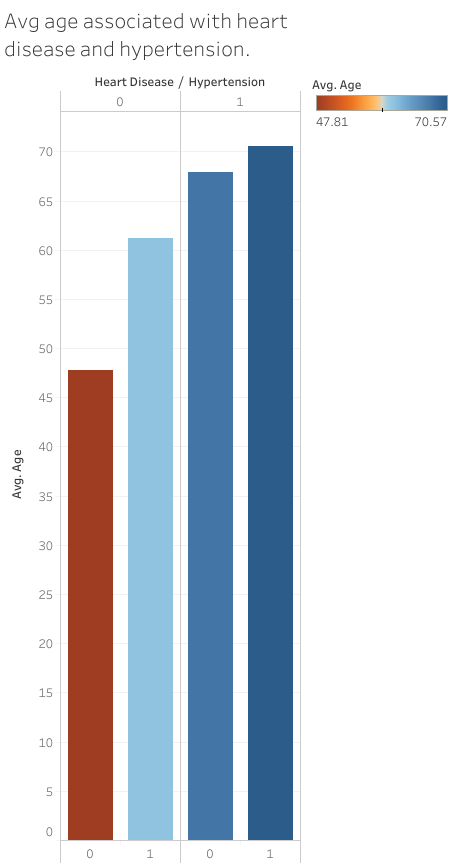 Avg age associated with heart
disease and hypertension.
Heart Disease / Hypertension
Avg. Age
0 1
47.81 70.57
70
65
60
55
50
45
40
35
30
25
20
15
10
5
0
Avg. Age
0 1 0 1